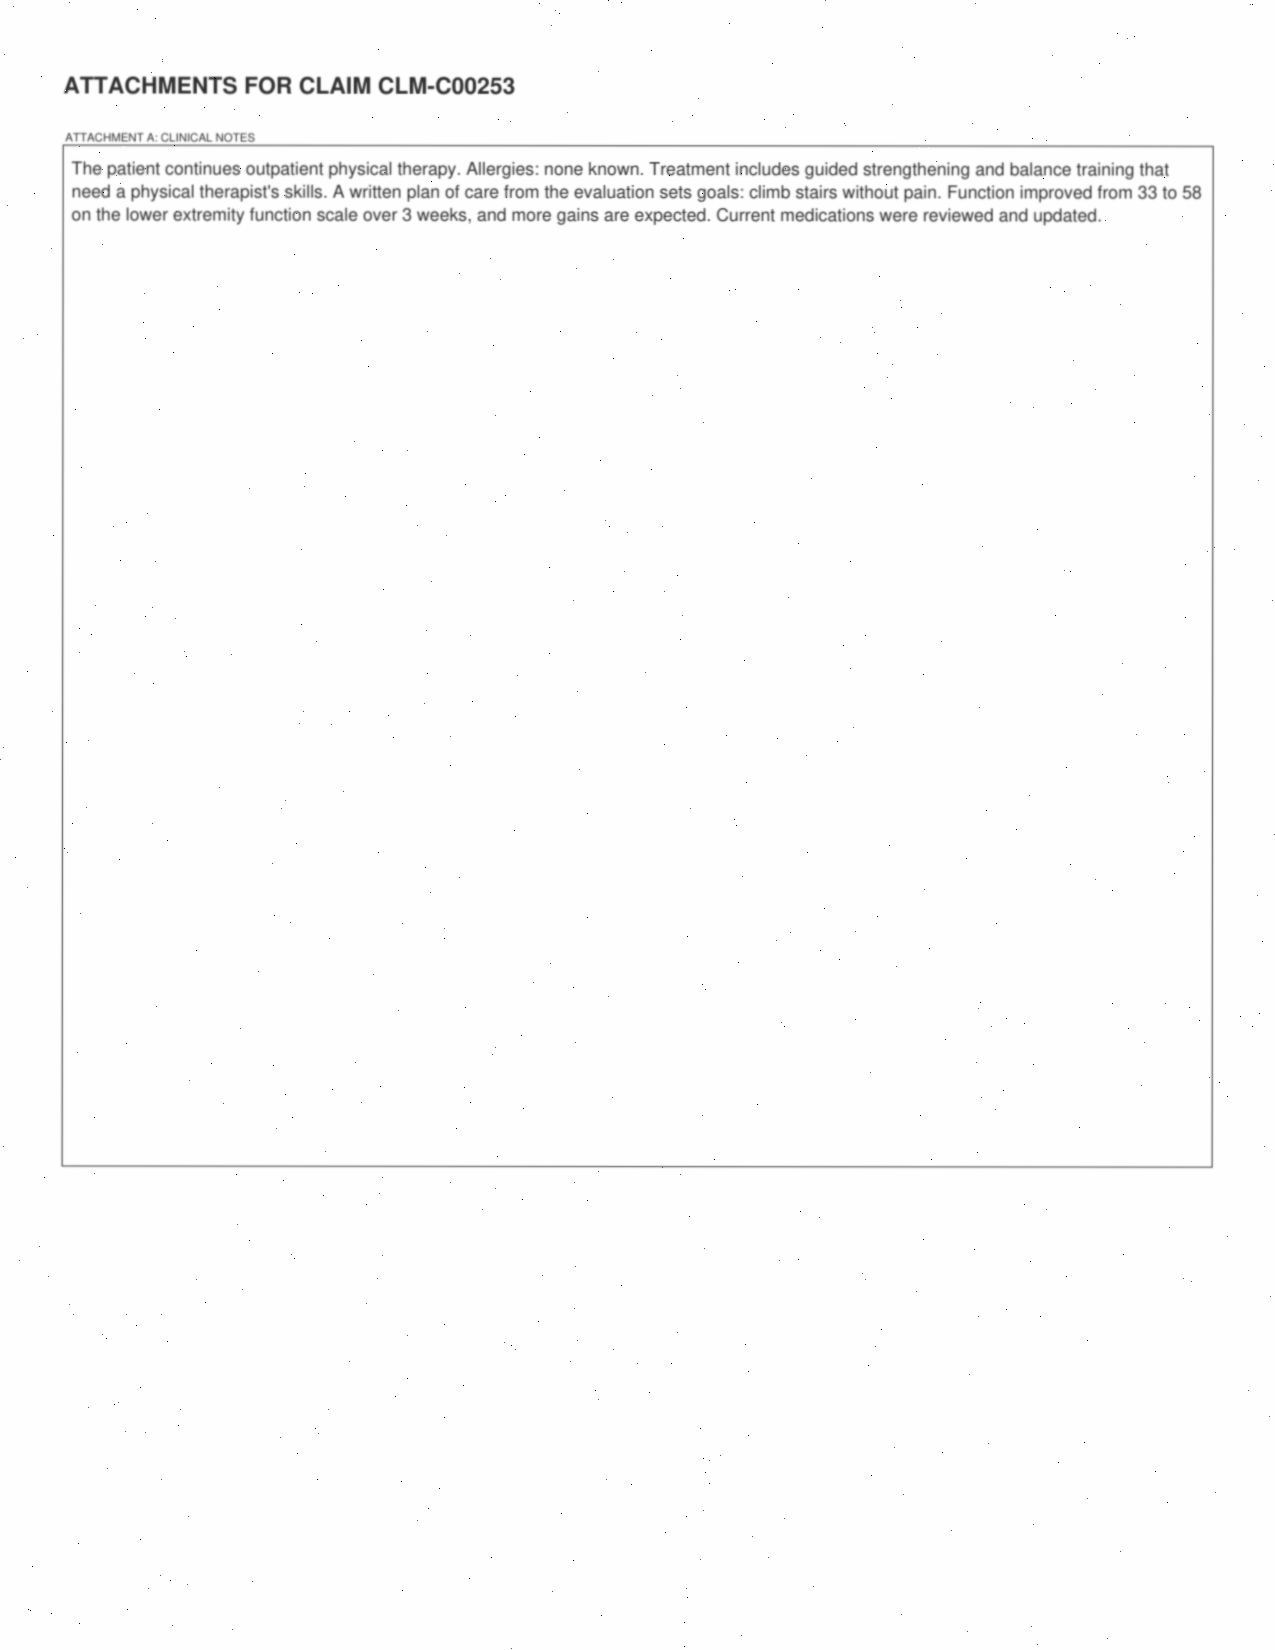 ATTACHMENTS FOR CLAIM CLM-C00253
ATTACHMENT A: CLINICAL NOTES
The patient continues outpatient physical therapy. Allergies: none known. Treatment includes guided strengthening and balance training that
need a physical therapist's skills. A written plan of care from the evaluation sets goals: climb stairs without pain. Function improved from 33 to 58
on the lower extremity function scale over 3 weeks, and more gains are expected. Current medications were reviewed and updated.